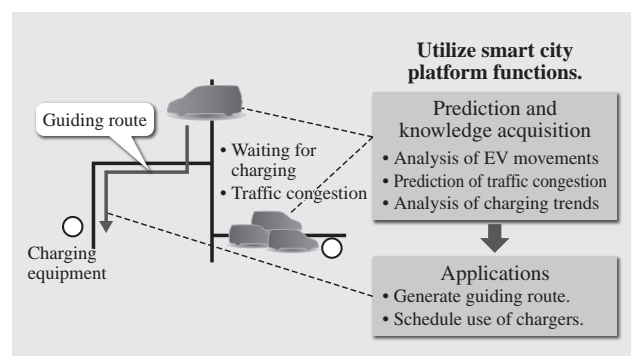 Utilize smart city
platform functions.
Guiding route
• Waiting for
charging
• Traffic congestion
Charging
equipment
Prediction and
knowledge acquisition
• Analysis of EV movements
• Prediction of traffic congestion
• Analysis of charging trends
Applications
• Generate guiding route.
• Schedule use of chargers.